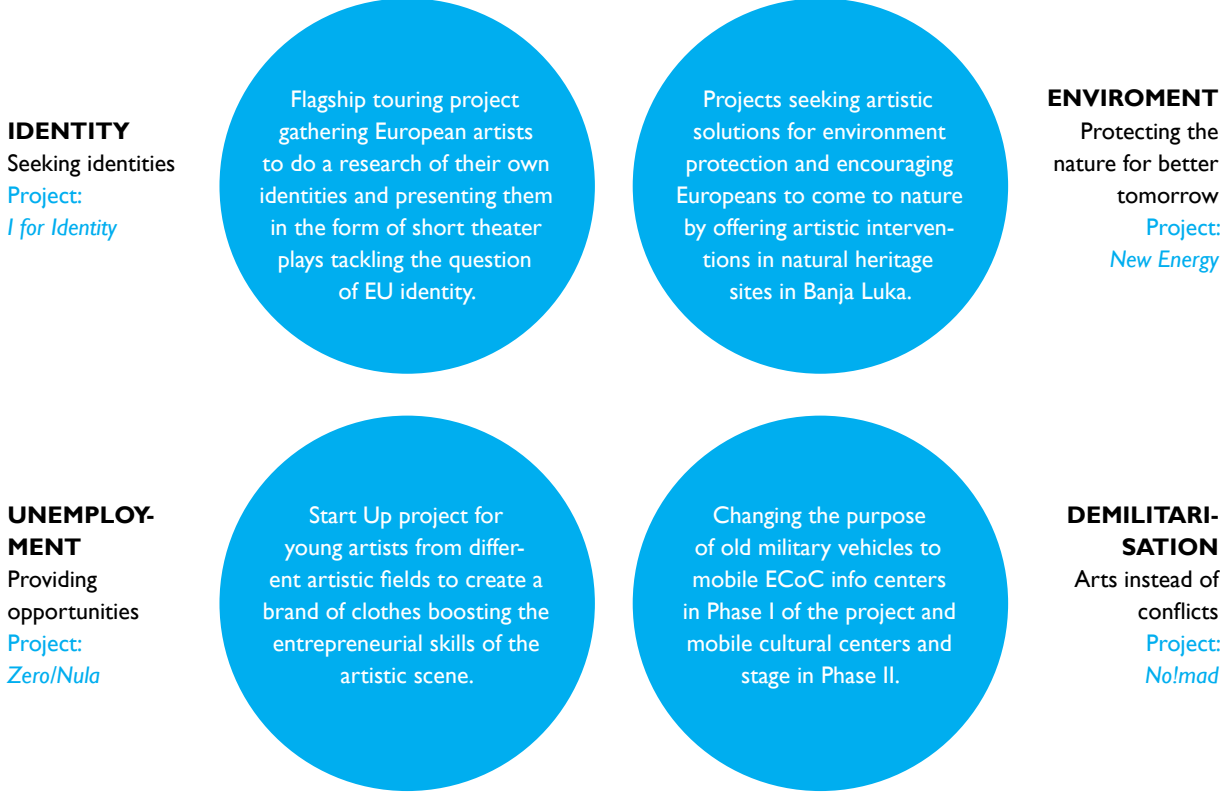 IDENTITY
Seeking identities
Project:
I for Identity
Flagship touring project
gathering European artists
to do a research of their own
identities and presenting them
in the form of short theater
plays tackling the question
of EU identity.
Projects seeking artistic
solutions for environment
protection and encouraging
Europeans to come to nature
by offering artistic interven-
tions in natural heritage
sites in Banja Luka.
ENVIROMENT
Protecting the
nature for better
tomorrow
Project:
New Energy
UNEMPLOY-
MENT
Providing
opportunities
Project:
Zero/Nula
Start Up project for
young artists from differ-
ent artistic fields to create a
brand of clothes boosting the
entrepreneurial skills of the
artistic scene.
Changing the purpose
of old military vehicles to
mobile ECoC info centers
in Phase I of the project and
mobile cultural centers and
stage in Phase II.
DEMILITARI-
SATION
Arts instead of
conflicts
Project:
No!mad